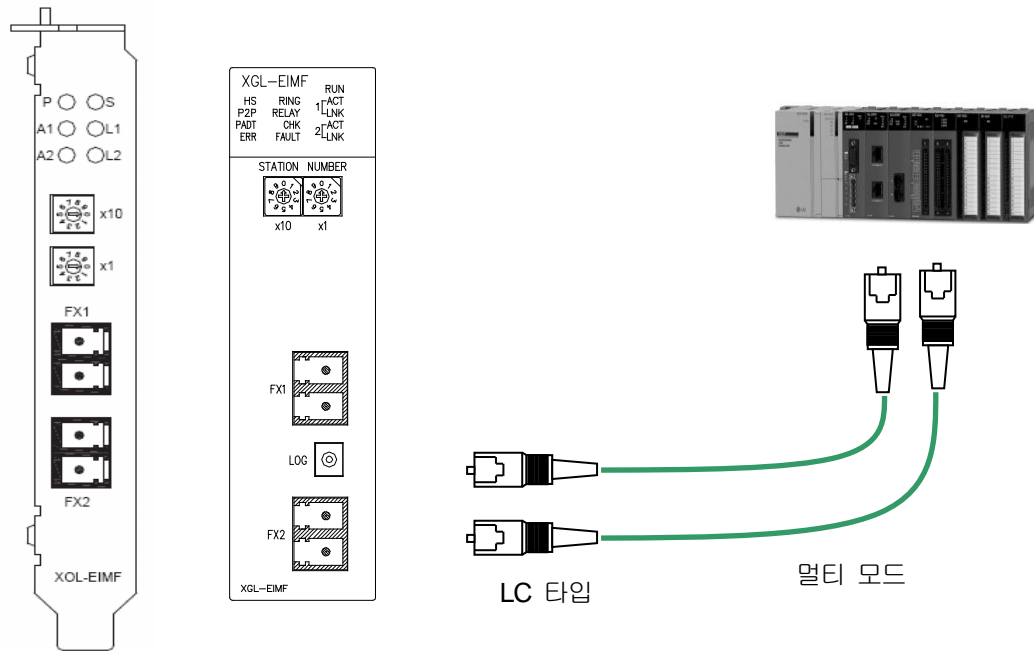 P S
A1 L1
A2 L2
x10
x1
FX1
FX2
XOL-EIMF
XGL-EIMF
RUN
HS RING 1 ACT
P2P RELAY LNK
PADT CHK 2 ACT
ERR FAULT LNK
STATION NUMBER
x10 x1
FX1
LOG
FX2
XGL-EIMF
LC 타입
멀티 모드